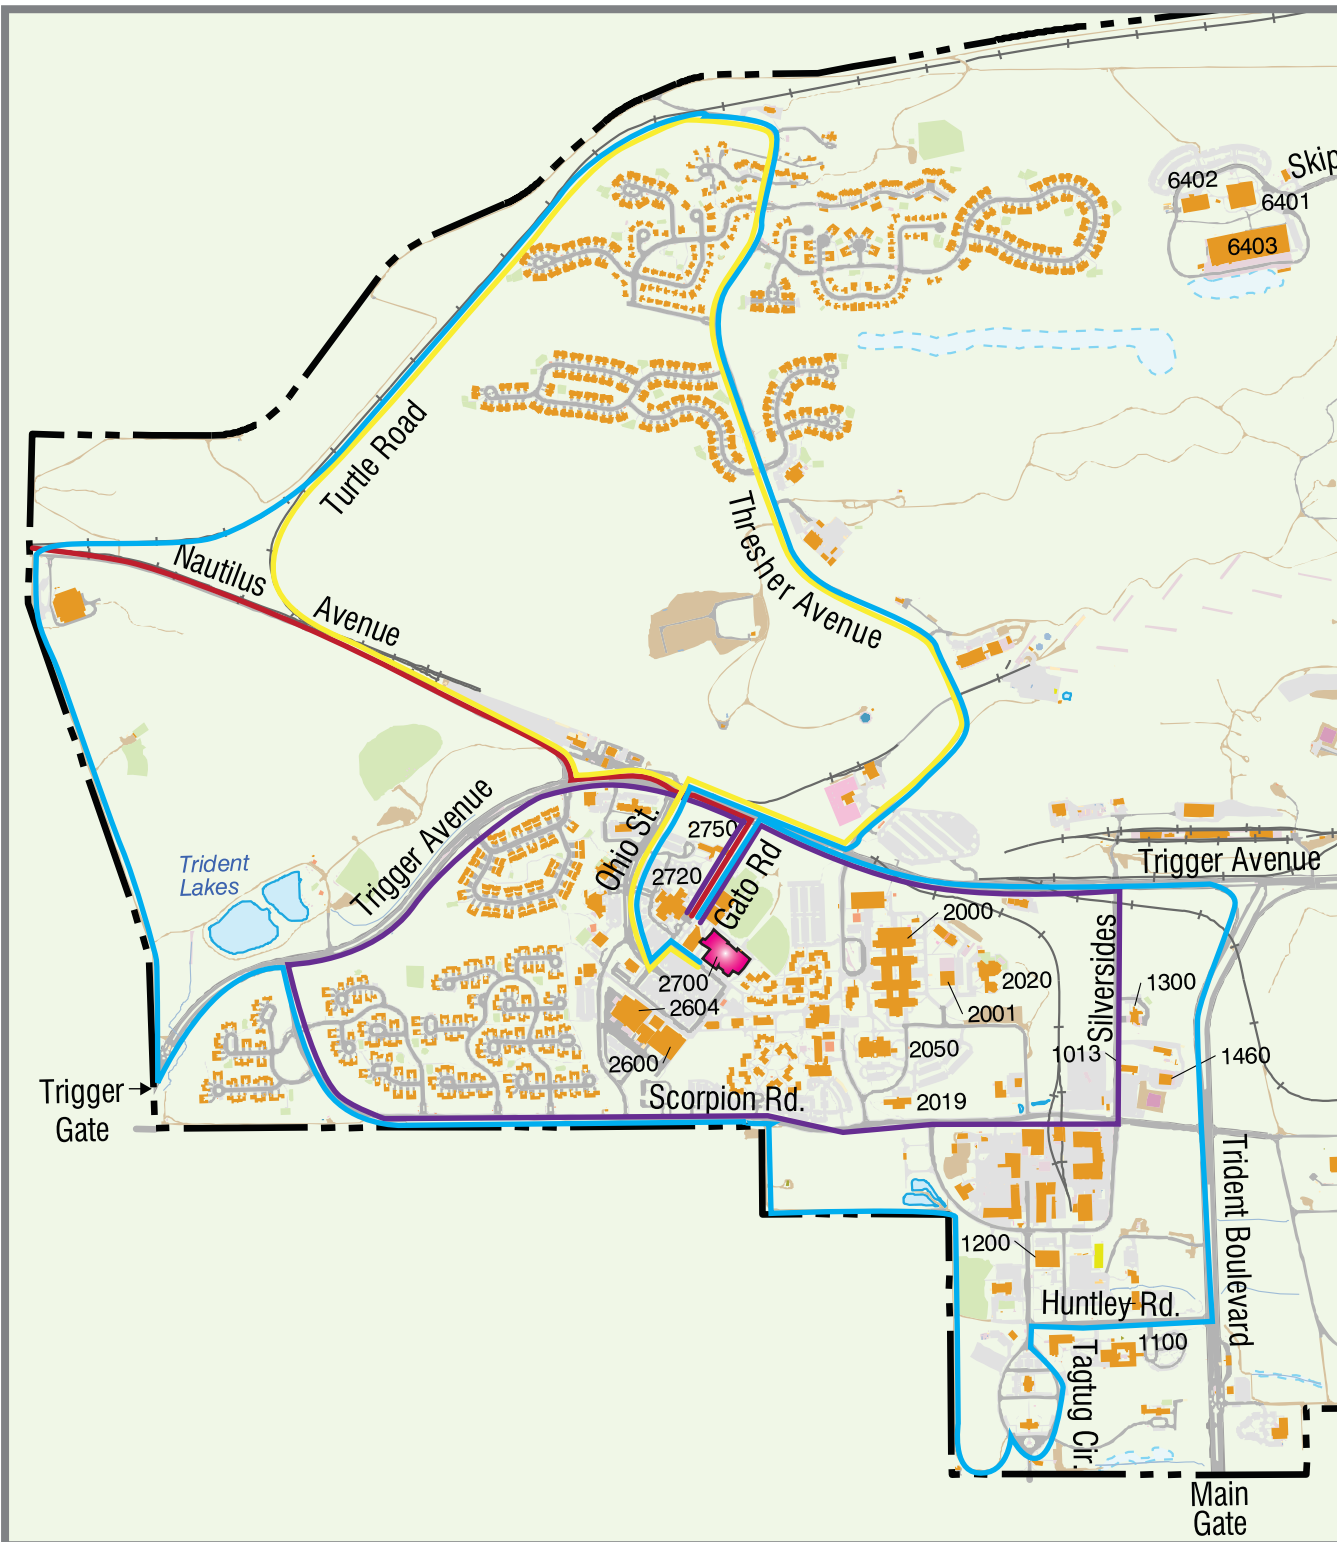 Skip
6402
6401
6403
Turtle Road
Nautilus
Avenue
Thresher Avenue
Trigger Avenue
Ohio St.
2750
2720
Gato Rd
Trigger Avenue
Trident
Lakes
2000
2020
2001
Silversides
1300
2700
2604
2600
2050
1013
1460
2019
Scorpion Rd.
Trigger
Gate
Trident Boulevard
1200
Huntley Rd.
1100
Tagtug Cir.
Main
Gate